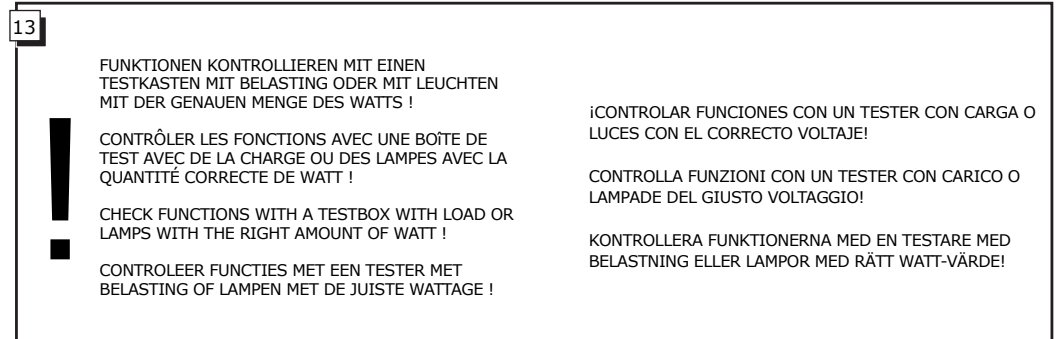 13
FUNKTIONEN KONTROLLIEREN MIT EINEN
TESTKASTEN MIT BELASTING ODER MIT LEUCHTEN
MIT DER GENAUEN MENGE DES WATTS !
CONTRÔLER LES FONCTIONS AVEC UNE BOîTE DE
TEST AVEC DE LA CHARGE OU DES LAMPES AVEC LA
QUANTITÉ CORRECTE DE WATT !
CHECK FUNCTIONS WITH A TESTBOX WITH LOAD OR
LAMPS WITH THE RIGHT AMOUNT OF WATT !
CONTROLEER FUNCTIES MET EEN TESTER MET
BELASTING OF LAMPEN MET DE JUISTE WATTAGE !
!
¡CONTROLAR FUNCIONES CON UN TESTER CON CARGA O
LUCES CON EL CORRECTO VOLTAJE!
CONTROLLA FUNZIONI CON UN TESTER CON CARICO O
LAMPADE DEL GIUSTO VOLTAGGIO!
KONTROLLERA FUNKTIONERNA MED EN TESTARE MED
BELASTNING ELLER LAMPOR MED RÄTT WATT-VÄRDE!